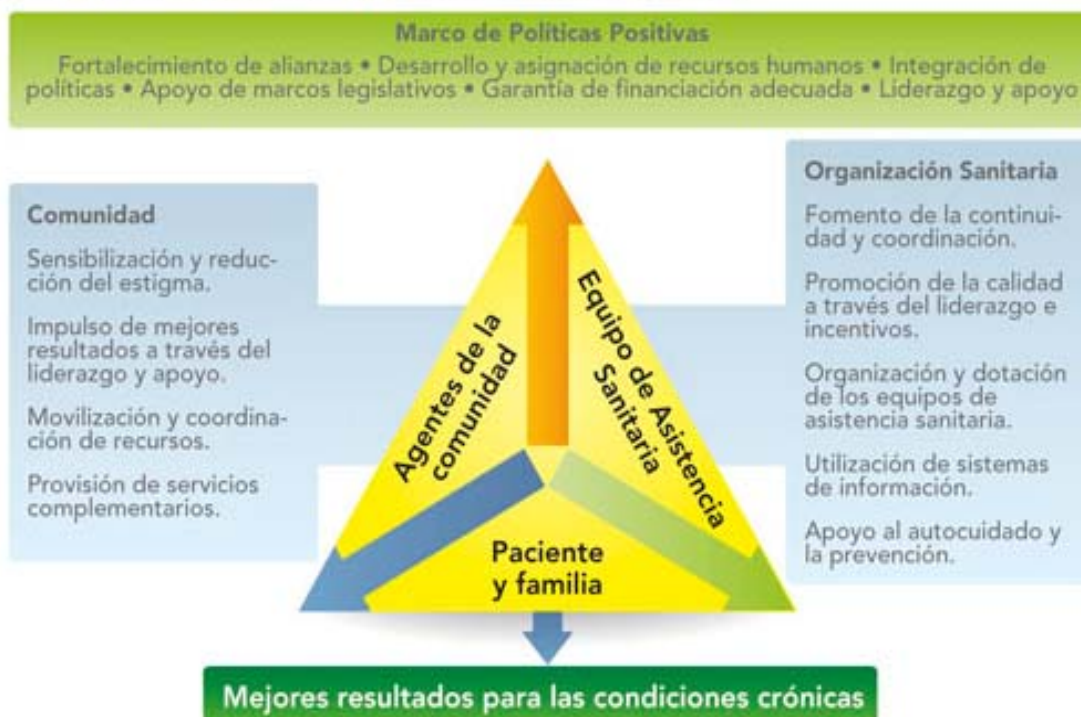 Marco de Políticas Positivas
Fortalecimiento de alianzas • Desarrollo y asignación de recursos humanos • Integración de
políticas • Apoyo de marcos legislativos • Garantía de financiación adecuada • Liderazgo y apoyo
Comunidad
Sensibilización y reduc-
ción del estigma.
Impulso de mejores
resultados a través del
liderazgo y apoyo.
Movilización y coordina-
ción de recursos.
Provisión de servicios
complementarios.
Agentes de la
comunidad
Equipo de Asistencia
Sanitaria
Paciente
y familia
Organización Sanitaria
Fomento de la continui-
dad y coordinación.
Promoción de la calidad
a través del liderazgo e
incentivos.
Organización y dotación
de los equipos de
asistencia sanitaria.
Utilización de sistemas
de información.
Apoyo al autocuidado y
la prevención.
Mejores resultados para las condiciones crónicas